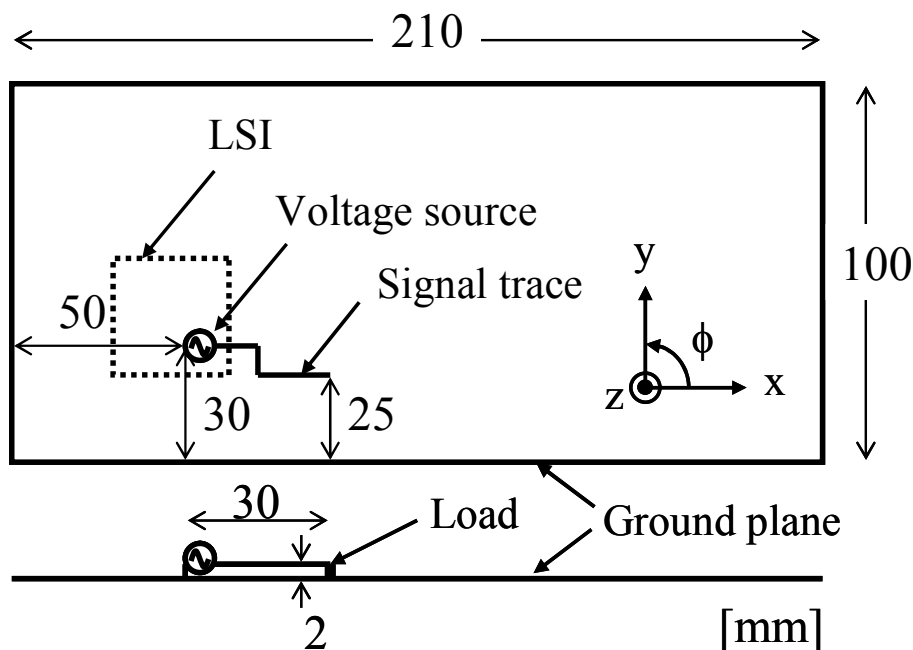 210
LSI
Voltage source
Signal trace
50
100
y
ϕ
x
z
30
25
30
Load
Ground plane
2
[mm]